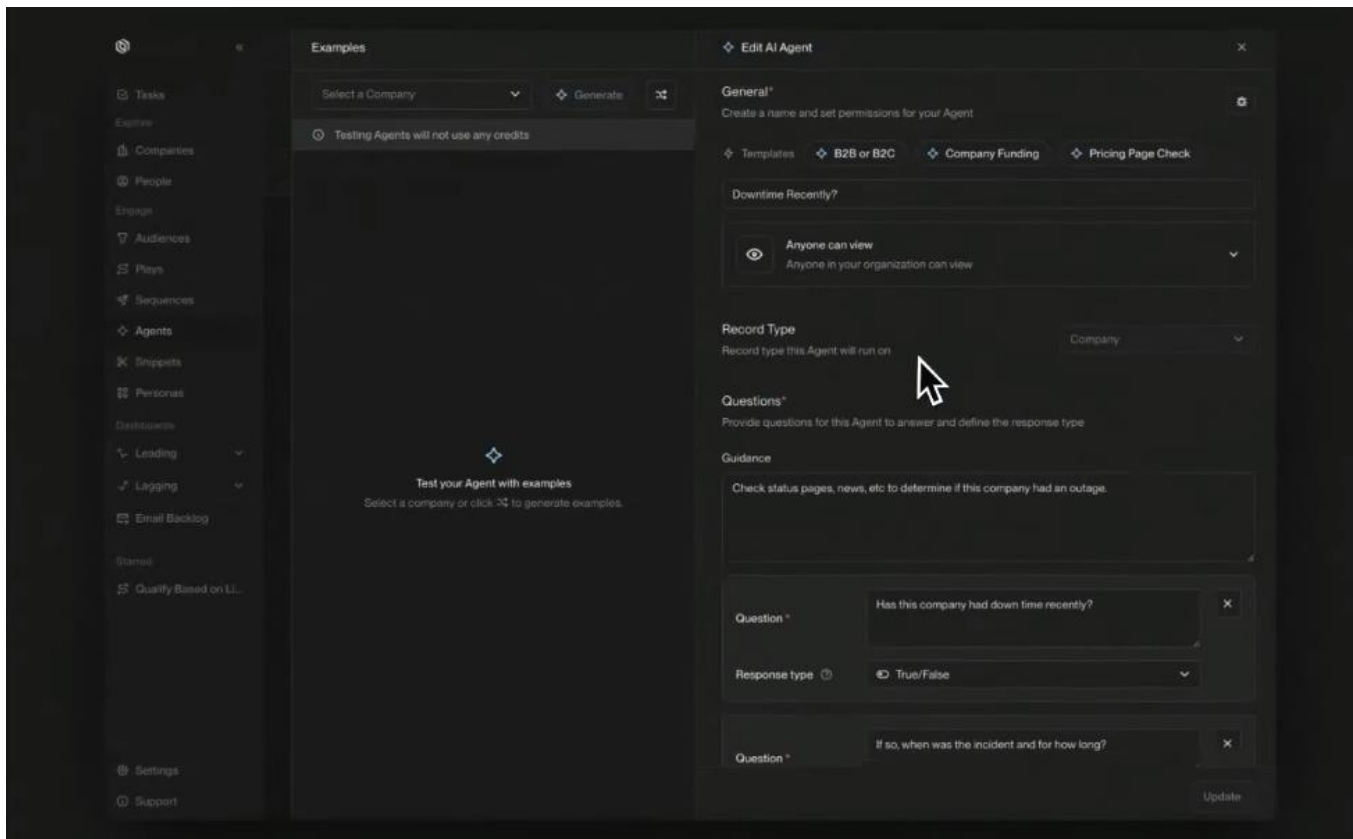 Tasks
Explore
Companies
People
Engage
Audiences
Plays
Sequences
Agents
Snippets
Personas
Dashboards
Leading
Lagging
Email Backlog
Starred
Qualify Based on Li...
Settings
Support
Examples
Select a Company
Generate
Testing Agents will not use any credits
Test your Agent with examples
Select a company or click to generate examples.
Edit AI Agent
General*
Create a name and set permissions for your Agent
Templates B2B or B2C Company Funding Pricing Page Check
Downtime Recently?
Anyone can view
Anyone in your organization can view
Record Type
Record type this Agent will run on
Company
Questions*
Provide questions for this Agent to answer and define the response type
Guidance
Check status pages, news, etc to determine if this company had an outage.
Question *
Has this company had down time recently?
Response type
True/False
Question *
If so, when was the incident and for how long?
Update